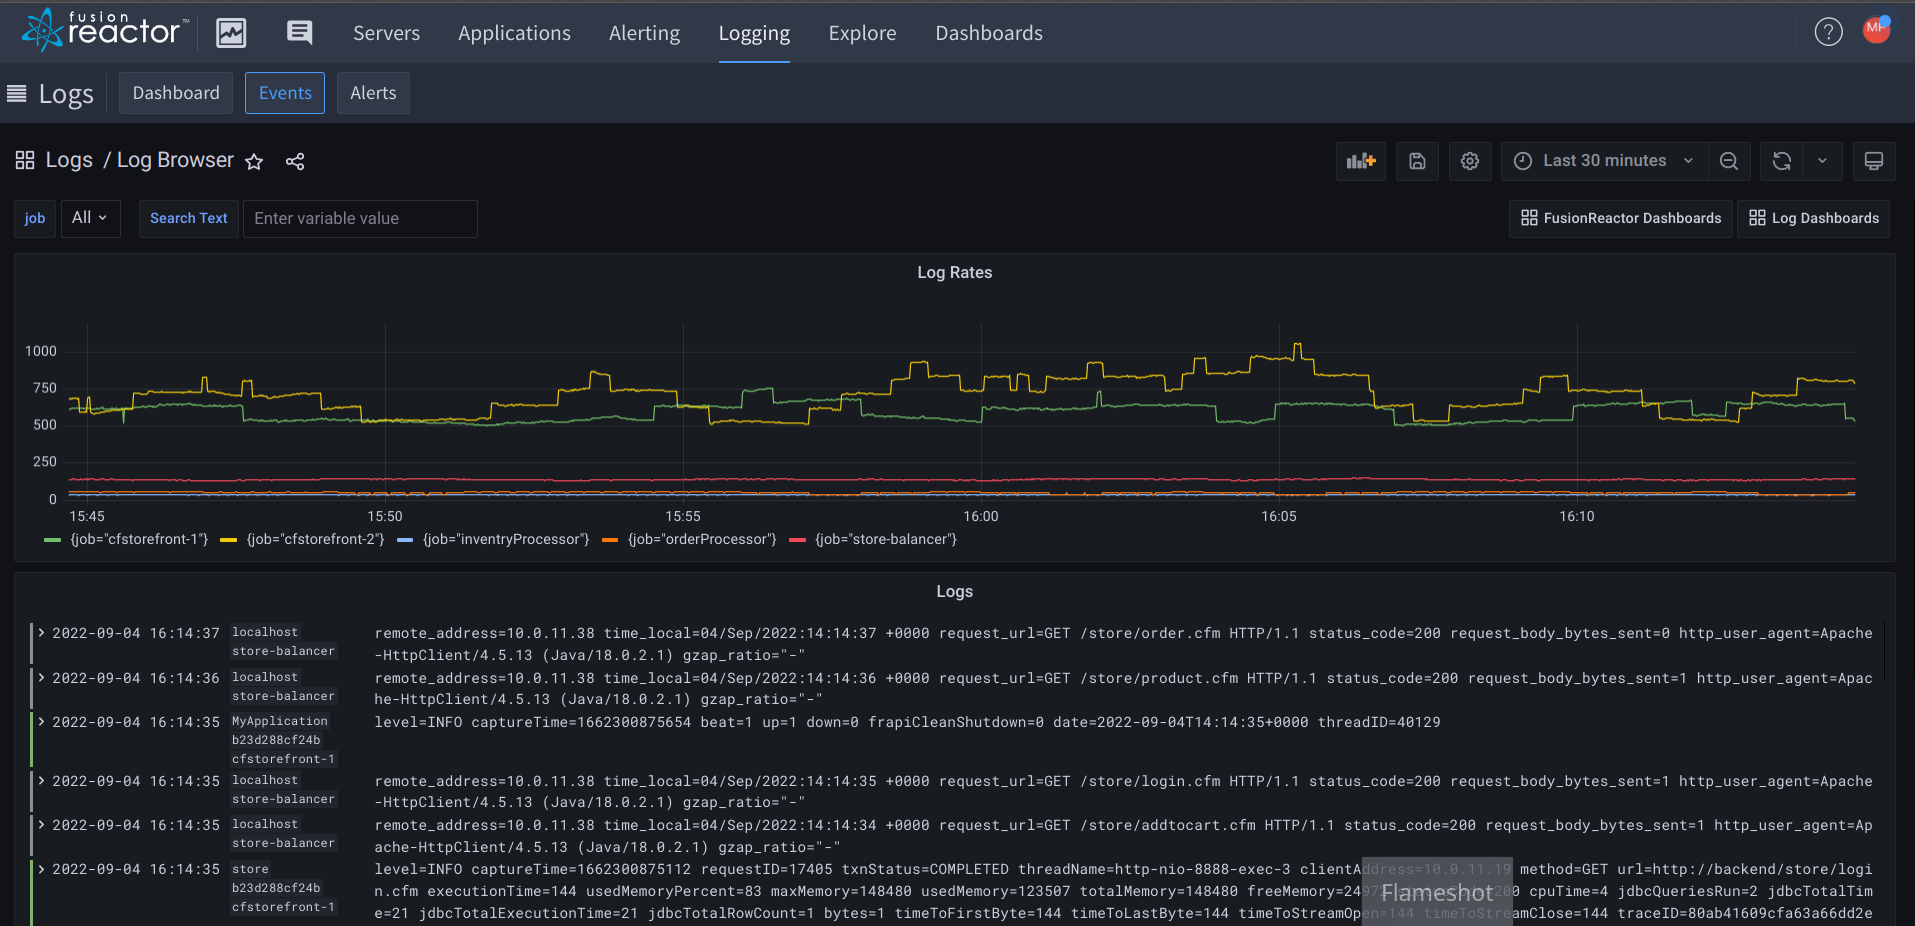 fusion reactor™ Servers Applications Alerting Logging Explore Dashboards ? MF
Logs Dashboard Events Alerts
Logs / Log Browser Last 30 minutes
job All Search Text Enter variable value FusionReactor Dashboards Log Dashboards
Log Rates
1000
750
500
250
0
15:45 15:50 15:55 16:00 16:05 16:10
{job="cfstorefront-1"} {job="cfstorefront-2"} {job="inventryProcessor"} {job="orderProcessor"} {job="store-balancer"}
Logs
2022-09-04 16:14:37 localhost remote_address=10.0.11.38 time_local=04/Sep/2022:14:14:37 +0000 request_url=GET /store/order.cfm HTTP/1.1 status_code=200 request_body_bytes_sent=0 http_user_agent=Apache
store-balancer -HttpClient/4.5.13 (Java/18.0.2.1) gzap_ratio="-"
2022-09-04 16:14:36 localhost remote_address=10.0.11.38 time_local=04/Sep/2022:14:14:36 +0000 request_url=GET /store/product.cfm HTTP/1.1 status_code=200 request_body_bytes_sent=1 http_user_agent=Apac
store-balancer he-HttpClient/4.5.13 (Java/18.0.2.1) gzap_ratio="-"
2022-09-04 16:14:35 MyApplication level=INFO captureTime=1662300875654 beat=1 up=1 down=0 frapiCleanShutdown=0 date=2022-09-04T14:14:35+0000 threadID=40129
b23d288cf24b
cfstorefront-1
2022-09-04 16:14:35 localhost remote_address=10.0.11.38 time_local=04/Sep/2022:14:14:35 +0000 request_url=GET /store/login.cfm HTTP/1.1 status_code=200 request_body_bytes_sent=1 http_user_agent=Apache
store-balancer -HttpClient/4.5.13 (Java/18.0.2.1) gzap_ratio="-"
2022-09-04 16:14:35 localhost remote_address=10.0.11.38 time_local=04/Sep/2022:14:14:34 +0000 request_url=GET /store/addtocart.cfm HTTP/1.1 status_code=200 request_body_bytes_sent=1 http_user_agent=Ap
store-balancer ache-HttpClient/4.5.13 (Java/18.0.2.1) gzap_ratio="-"
2022-09-04 16:14:35 store level=INFO captureTime=1662300875112 requestID=17405 txnStatus=COMPLETED threadName=http-nio-8888-exec-3 clientAddress=10.0.11.19 method=GET url=http://backend/store/logi
b23d288cf24b n.cfm executionTime=144 usedMemoryPercent=83 maxMemory=148480 usedMemory=123507 totalMemory=148480 cpuTime=4 jdbcQueriesRun=2 jdbcTotalTim
cfstorefront-1 e=21 jdbcTotalExecutionTime=21 jdbcTotalRowCount=1 bytes=1 timeToFirstByte=144 timeToLastByte=144 timeToStreamOpen=144 timeToStreamClose=144 traceID=80ab41609cfa63a66dd2e
Flameshot